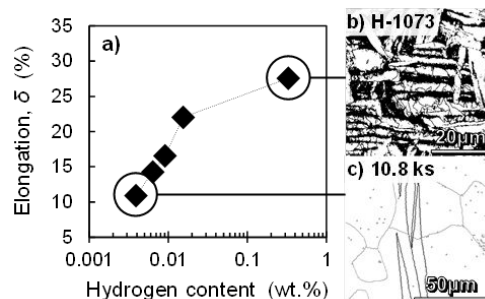 a)
35
30
25
20
15
10
5
0.001
0.01
0.1
1
Elongation, δ (%)
Hydrogen content (wt.%)
b) H-1073
20μm
c) 10.8 ks
50μm